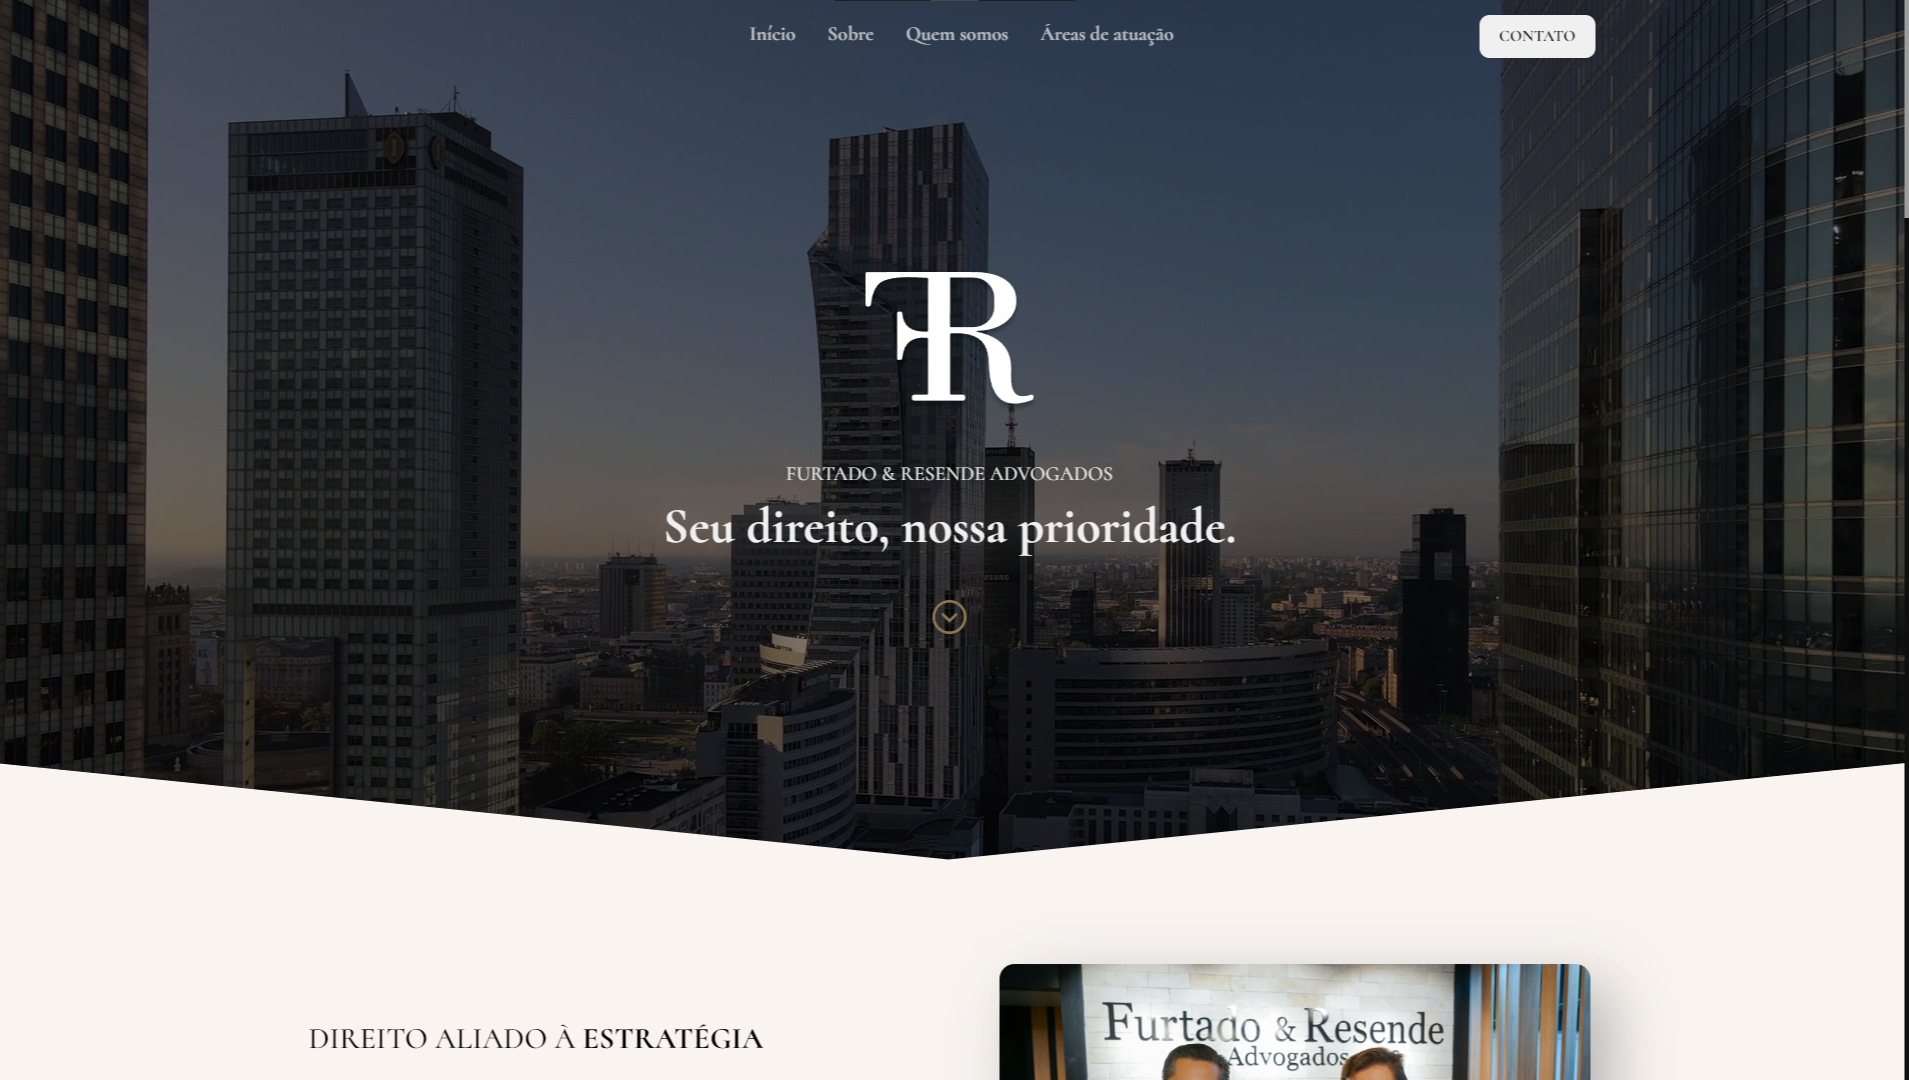 Início Sobre Quem somos Áreas de atuação CONTATO
FR
FURTADO & RESENDE ADVOGADOS
Seu direito, nossa prioridade.
SAMSUNG
DIREITO ALIADO À ESTRATÉGIA
Furtado & Resende
Advogados